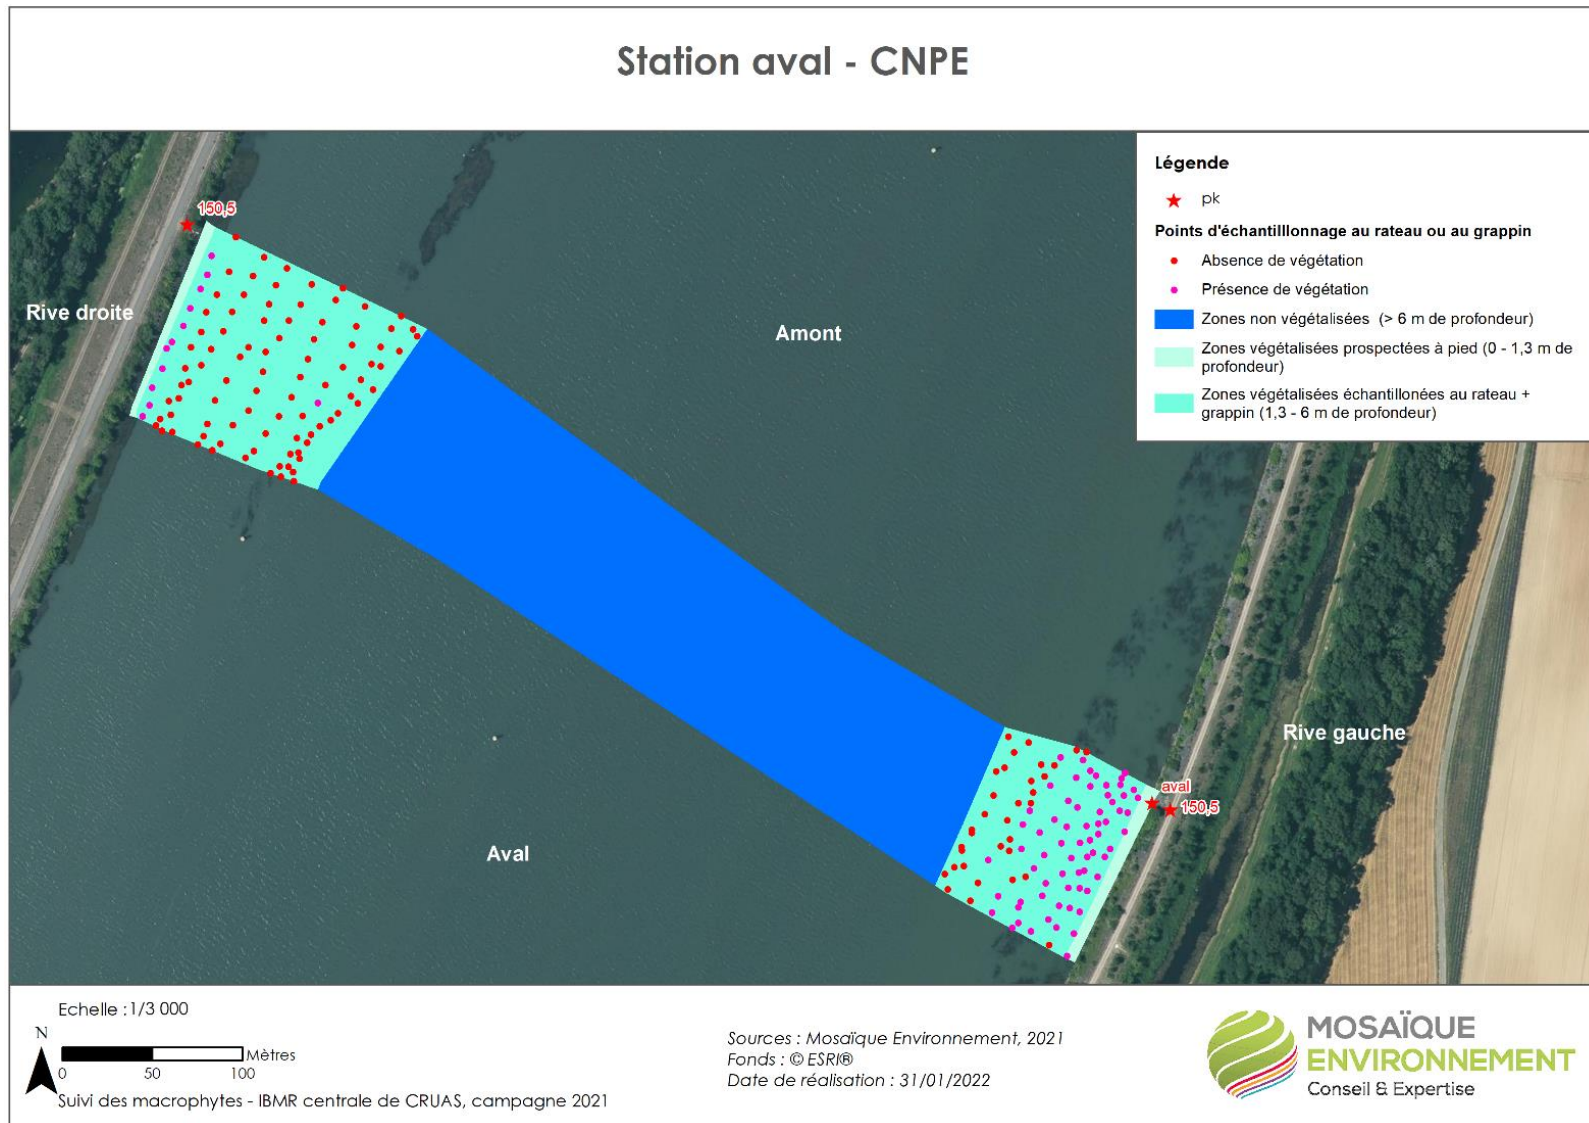 Station aval - CNPE
Légende
pk
Points d'échantilllonnage au rateau ou au grappin
Absence de végétation
Présence de végétation
Zones non végétalisées (> 6 m de profondeur)
Zones végétalisées prospectées à pied (0 - 1,3 m de
profondeur)
Zones végétalisées échantillonées au rateau +
grappin (1,3 - 6 m de profondeur)
150,5
Rive droite
Amont
Rive gauche
aval
150,5
Aval
Echelle : 1/3 000
N
Mètres
0 50 100
Suivi des macrophytes - IBMR centrale de CRUAS, campagne 2021
Sources : Mosaïque Environnement, 2021
Fonds : © ESRI®
Date de réalisation : 31/01/2022
MOSAÏQUE
ENVIRONNEMENT
Conseil & Expertise